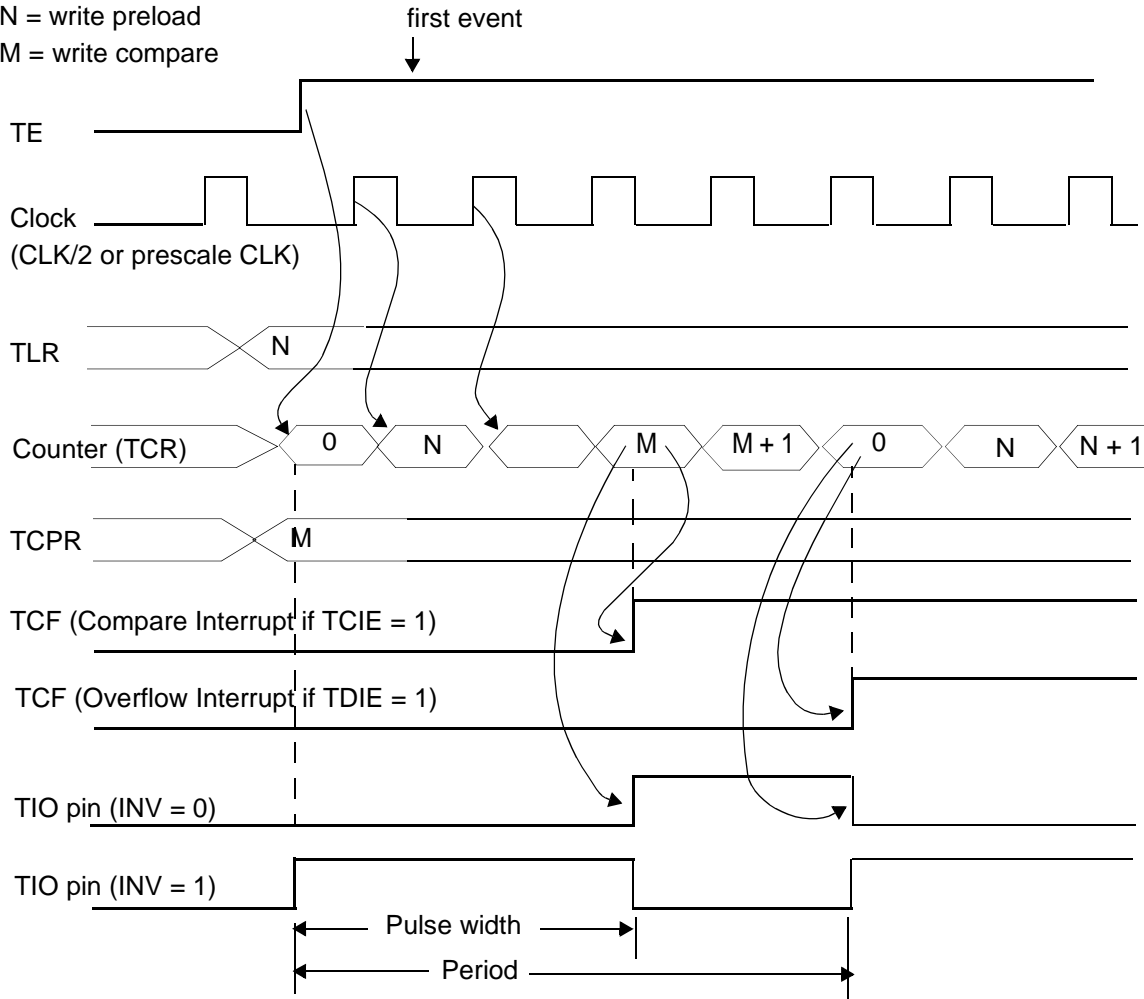 N = write preload
first event
M = write compare
TE
Clock
(CLK/2 or prescale CLK)
TLR
N
Counter (TCR)
0
N
M
M + 1
0
N
N + 1
TCPR
M
TCF (Compare Interrupt if TCIE = 1)
TCF (Overflow Interrupt if TDIE = 1)
TIO pin (INV = 0)
TIO pin (INV = 1)
Pulse width
Period